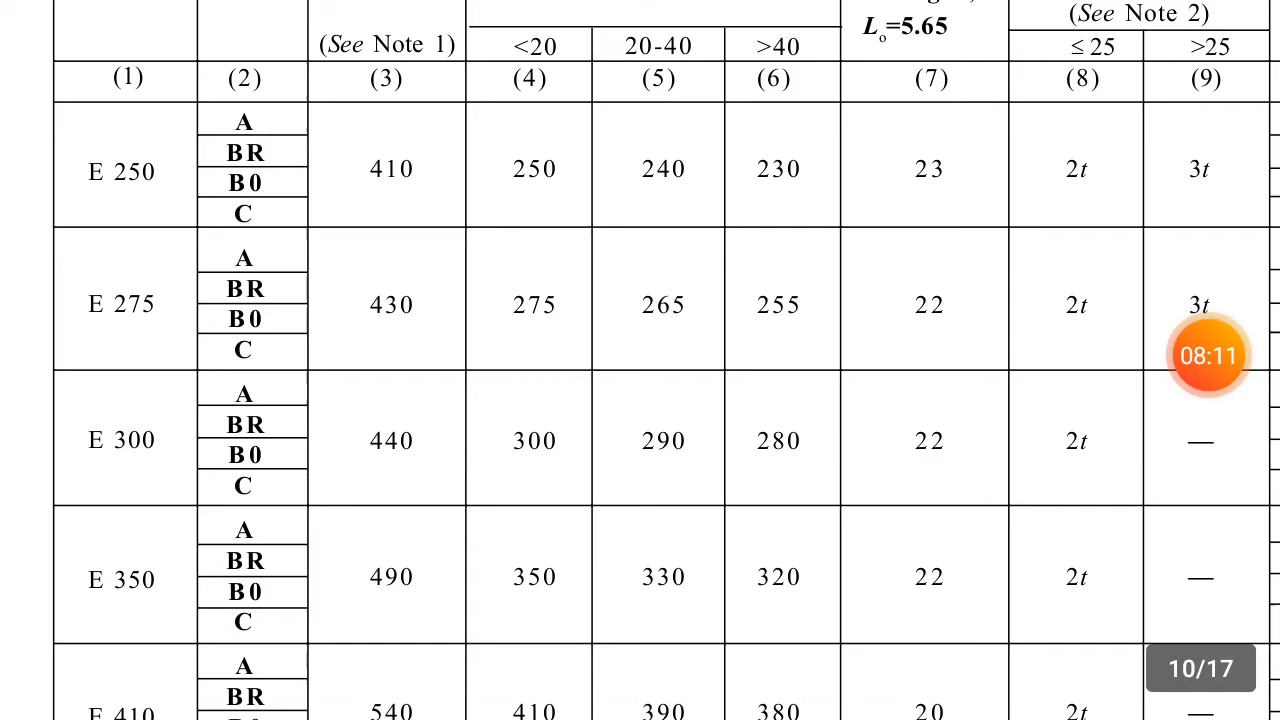 L₀=5.65
(See Note 2)
(See Note 1) <20 20-40 >40 ≤ 25 >25
(1) (2) (3) (4) (5) (6) (7) (8) (9)
E 250 A BR B0 C 410 250 240 230 23 2t 3t
E 275 A BR B0 C 430 275 265 255 22 2t 3t
08:11
E 300 A BR B0 C 440 300 290 280 22 2t —
E 350 A BR B0 C 490 350 330 320 22 2t —
10/17
E 410 A BR 540 410 390 380 20 2t —